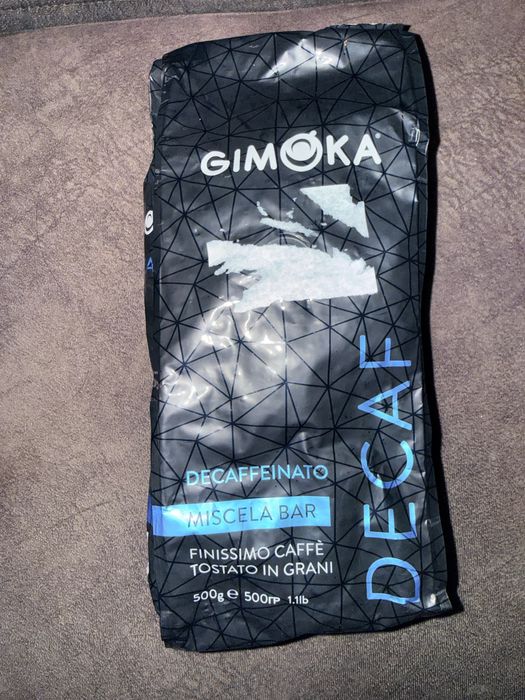 GIMOKA
DECAFFEINATO
MISCELA BAR
FINISSIMO CAFFÈ
TOSTATO IN GRANI
500g e 500гр 1.1lb
DECAF